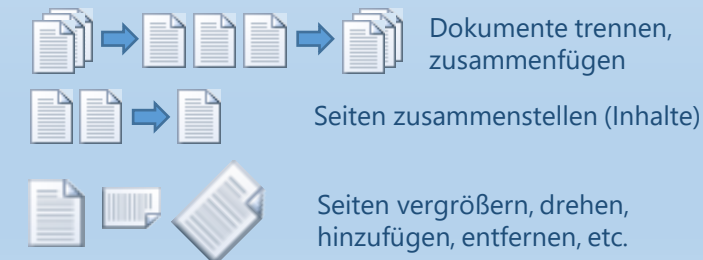 Dokumente trennen,
zusammenfügen
Seiten zusammenstellen (Inhalte)
Seiten vergrößern, drehen,
hinzufügen, entfernen, etc.